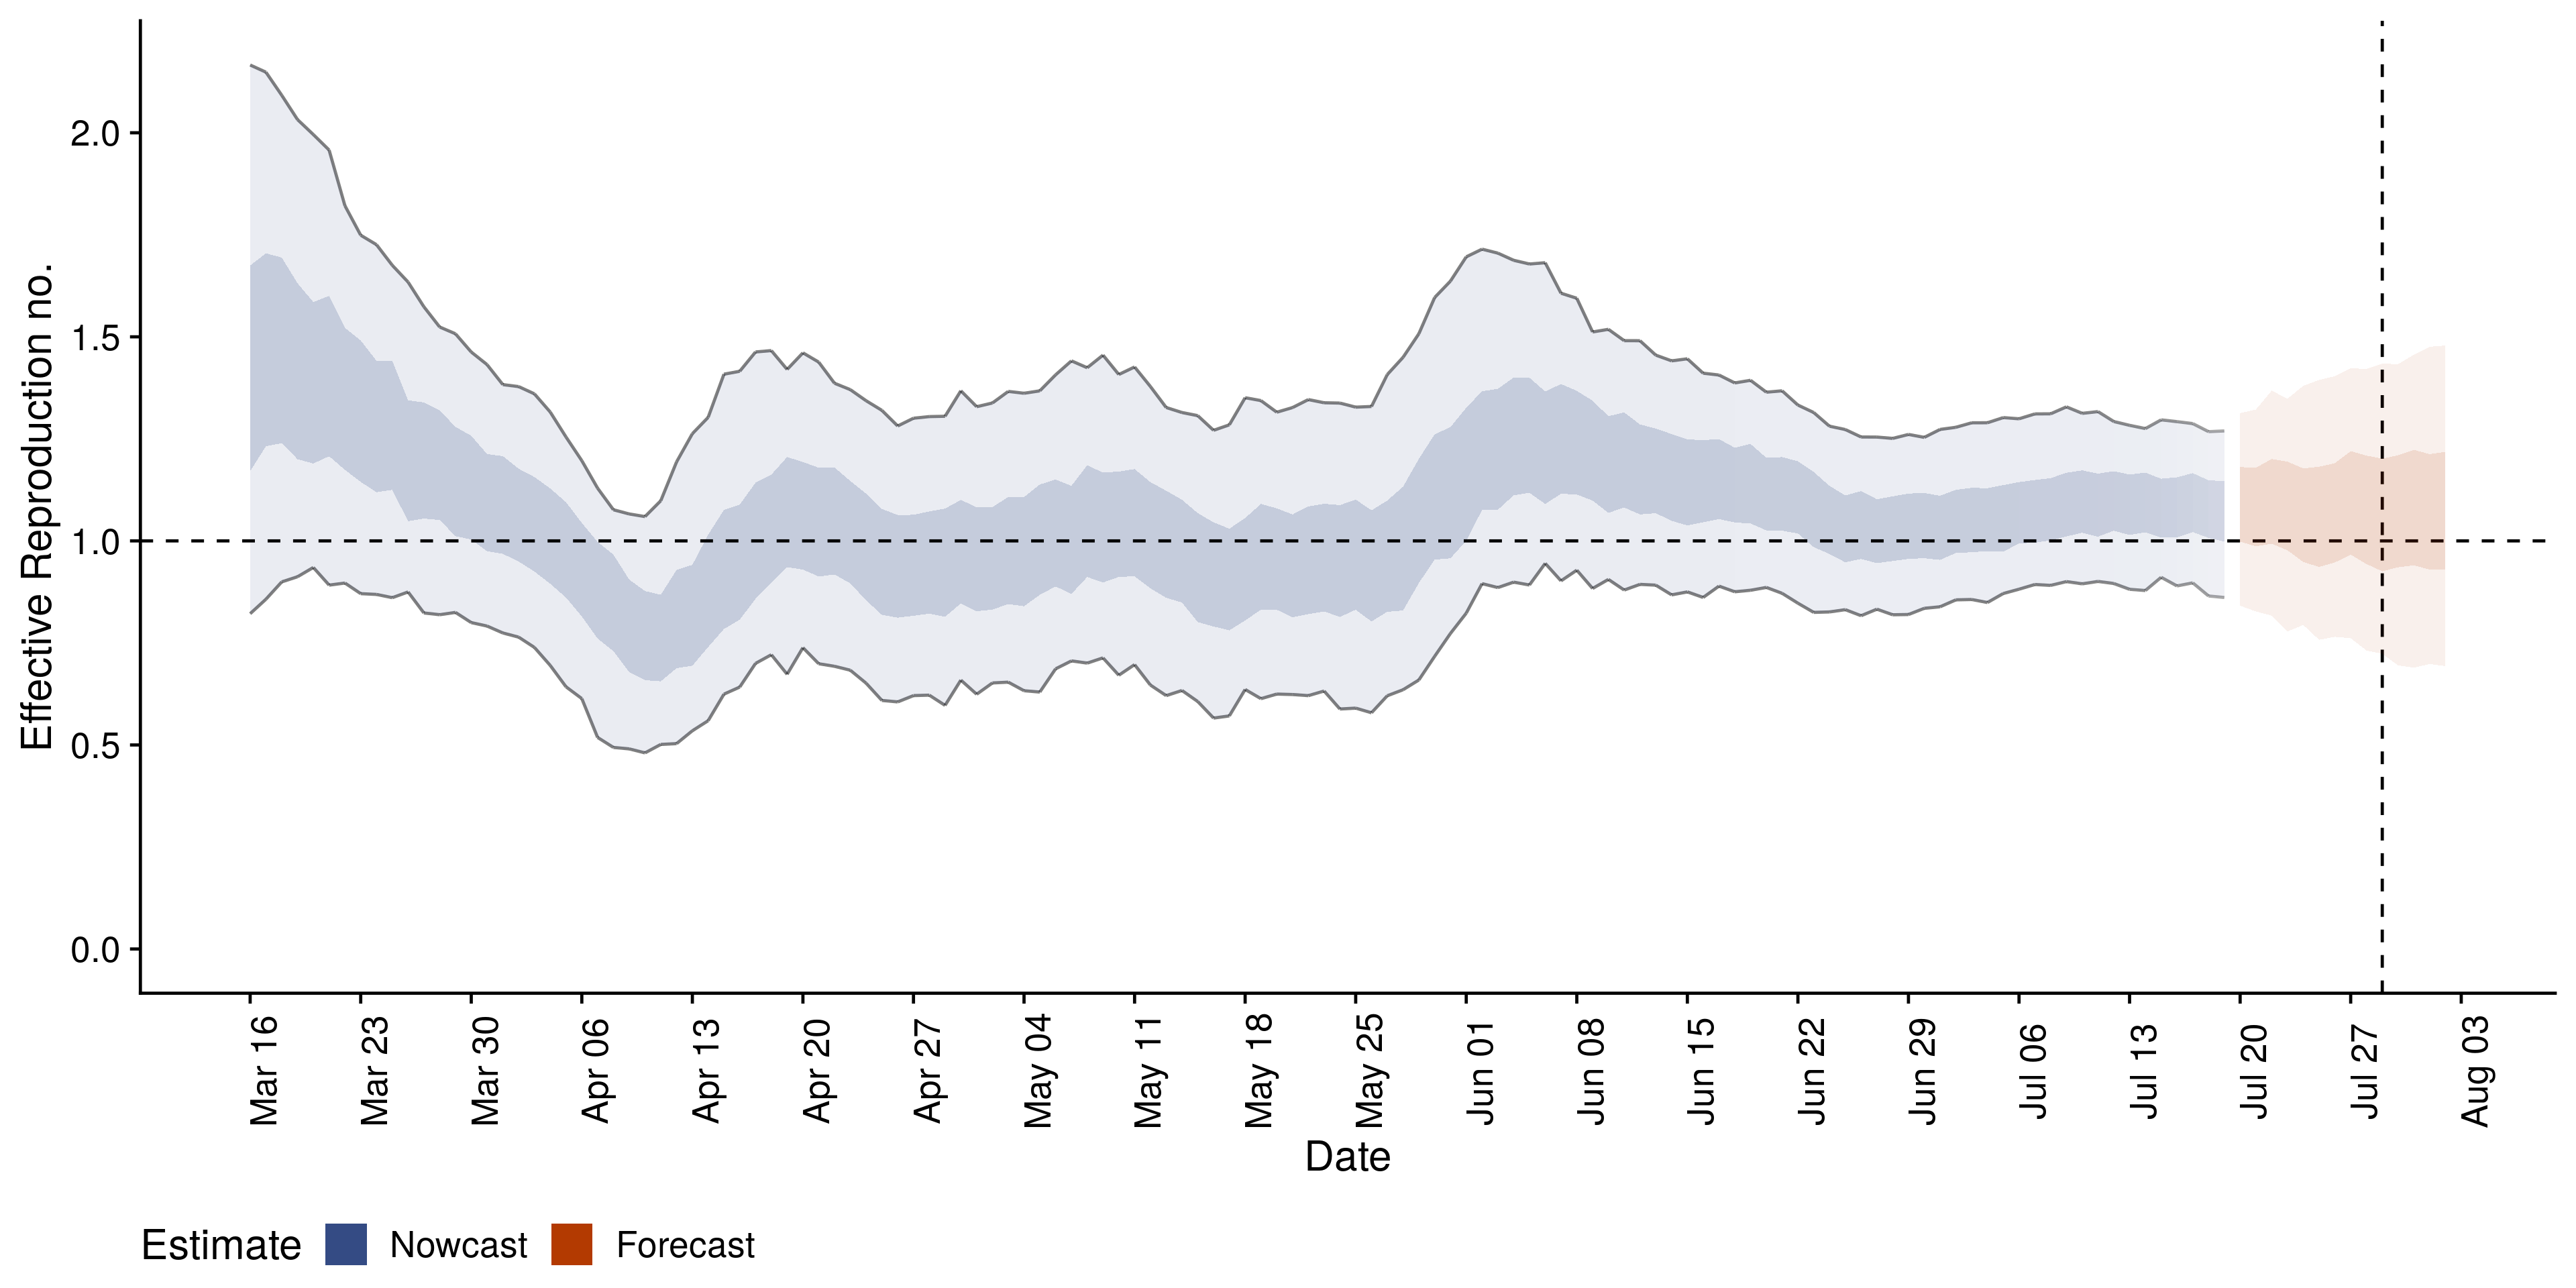 Effective Reproduction no.
2.0
1.5
1.0
0.5
0.0
Mar 16
Mar 23
Mar 30
Apr 06
Apr 13
Apr 20
Apr 27
May 04
May 11
May 18
May 25
Jun 01
Jun 08
Jun 15
Jun 22
Jun 29
Jul 06
Jul 13
Jul 20
Jul 27
Aug 03
Date
Estimate Nowcast Forecast